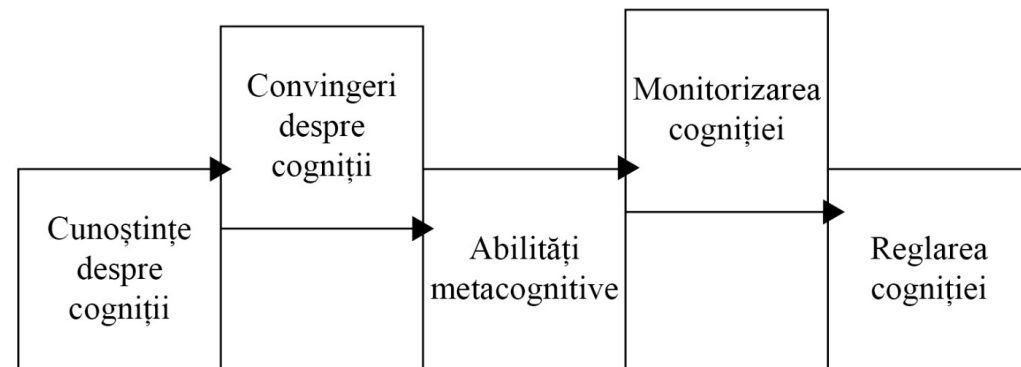 Cunoștințe
despre
cogniții
Convingeri
despre
cogniții
Abilități
metacognitive
Monitorizarea
cogniției
Reglarea
cogniției